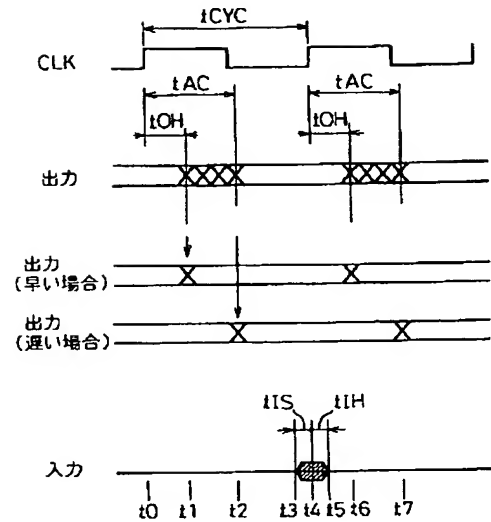 tCYC
CLK
tAC
tAC
tOH
tOH
出力
出力
(早い場合)
出力
(遅い場合)
tIS
tIH
入力
t0 t1 t2 t3 t4 t5 t6 t7